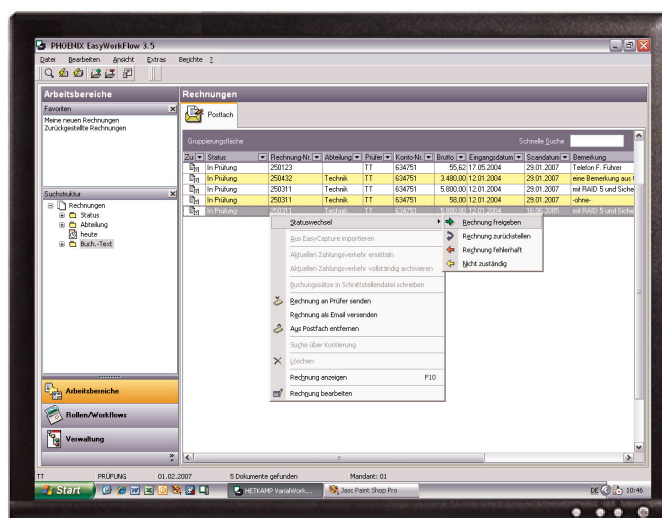 PHOENIX EasyWorkFlow 3.5
Datei Bearbeiten Ansicht Extras Berichte ?
Arbeitsbereiche
Favoriten
Meine neuen Rechnungen
Zurückgestellte Rechnungen
Suchstruktur
Rechnungen
Status
Abteilung
heute
Buch.-Text
Arbeitsbereiche
Rollen/Workflows
Verwaltung
Rechnungen
Postfach
Gruppierungsfläche Schnelle Suche
Zu Status Rechnung-Nr. Abteilung Prüfer Konto-Nr. Brutto Eingangsdatum Scandatum Bemerkung
In Prüfung 250123 TT 634751 55,62 17.05.2004 29.01.2007 Telefon F. Führer
In Prüfung 250432 Technik TT 634751 3.480,00 12.01.2004 29.01.2007 eine Bemerkung aus
In Prüfung 250311 Technik TT 634751 5.800,00 12.01.2004 29.01.2007 mit RAID 5 und Siche
In Prüfung 250311 Technik TT 634751 58,00 12.01.2004 29.01.2007 -ohne-
In Prüfung 250311 Technik TT 634751 5.800,00 12.01.2004 16.06.2005 mit RAID 5 und Siche
Statuswechsel
Aus EasyCapture importieren
Aktuellen Zahlungsverkehr ermitteln
Aktuellen Zahlungsverkehr vollständig archivieren
Buchungssätze in Schnittstellendatei schreiben
Rechnung an Prüfer senden
Rechnung als Email versenden
Aus Postfach entfernen
Suche über Kontierung
Löschen
Rechnung anzeigen F10
Rechnung bearbeiten
Rechnung freigeben
Rechnung zurückstellen
Rechnung fehlerhaft
Nicht zuständig
TT PRÜFUNG 01.02.2007 5 Dokumente gefunden Mandant: 01
Start HETKAMP VarialWork... Jasc Paint Shop Pro DE 10:46